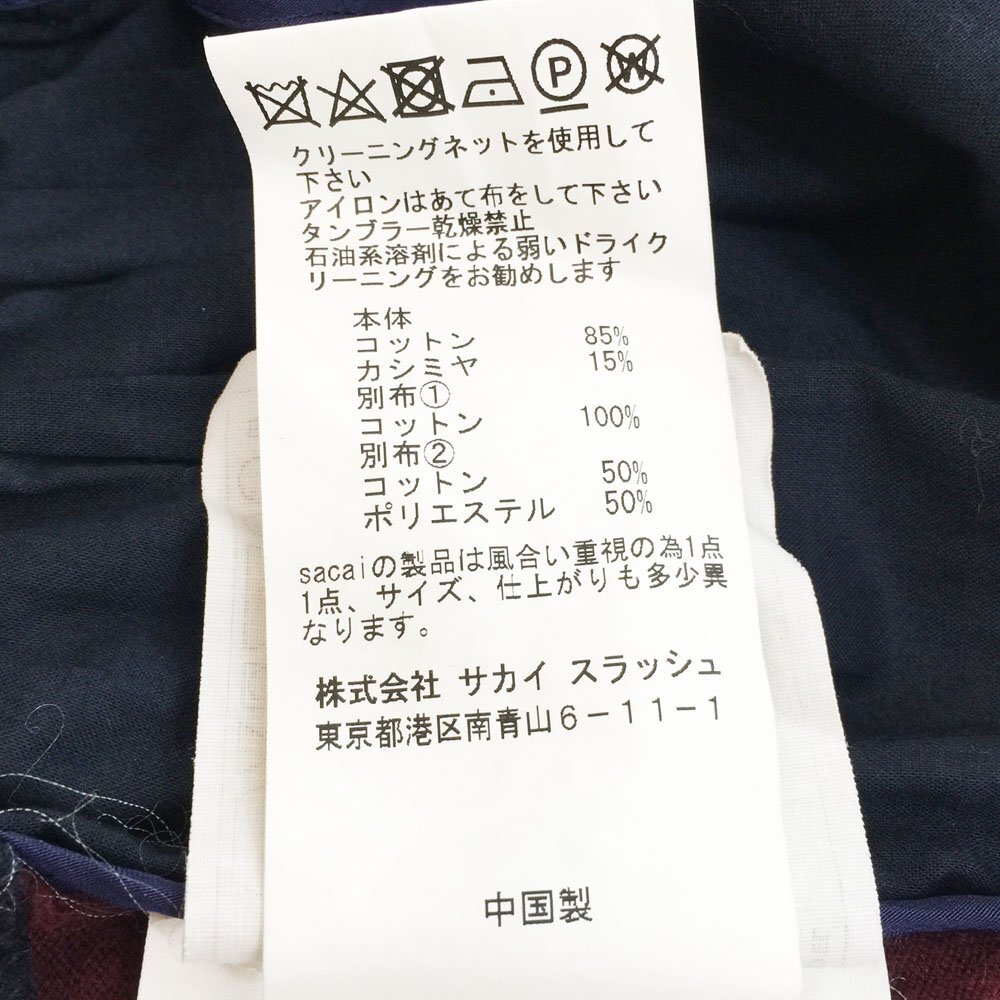 P
W
クリーニングネットを使用して
下さい
アイロンはあて布をして下さい
タンブラー乾燥禁止
石油系溶剤による弱いドライク
リーニングをお勧めします
本体
コットン 85%
カシミヤ 15%
別布①
コットン 100%
別布②
コットン 50%
ポリエステル 50%
sacaiの製品は風合い重視の為1点
1点、サイズ、仕上がりも多少異
なります。
株式会社 サカイ スラッシュ
東京都港区南青山6-11-1
中国製